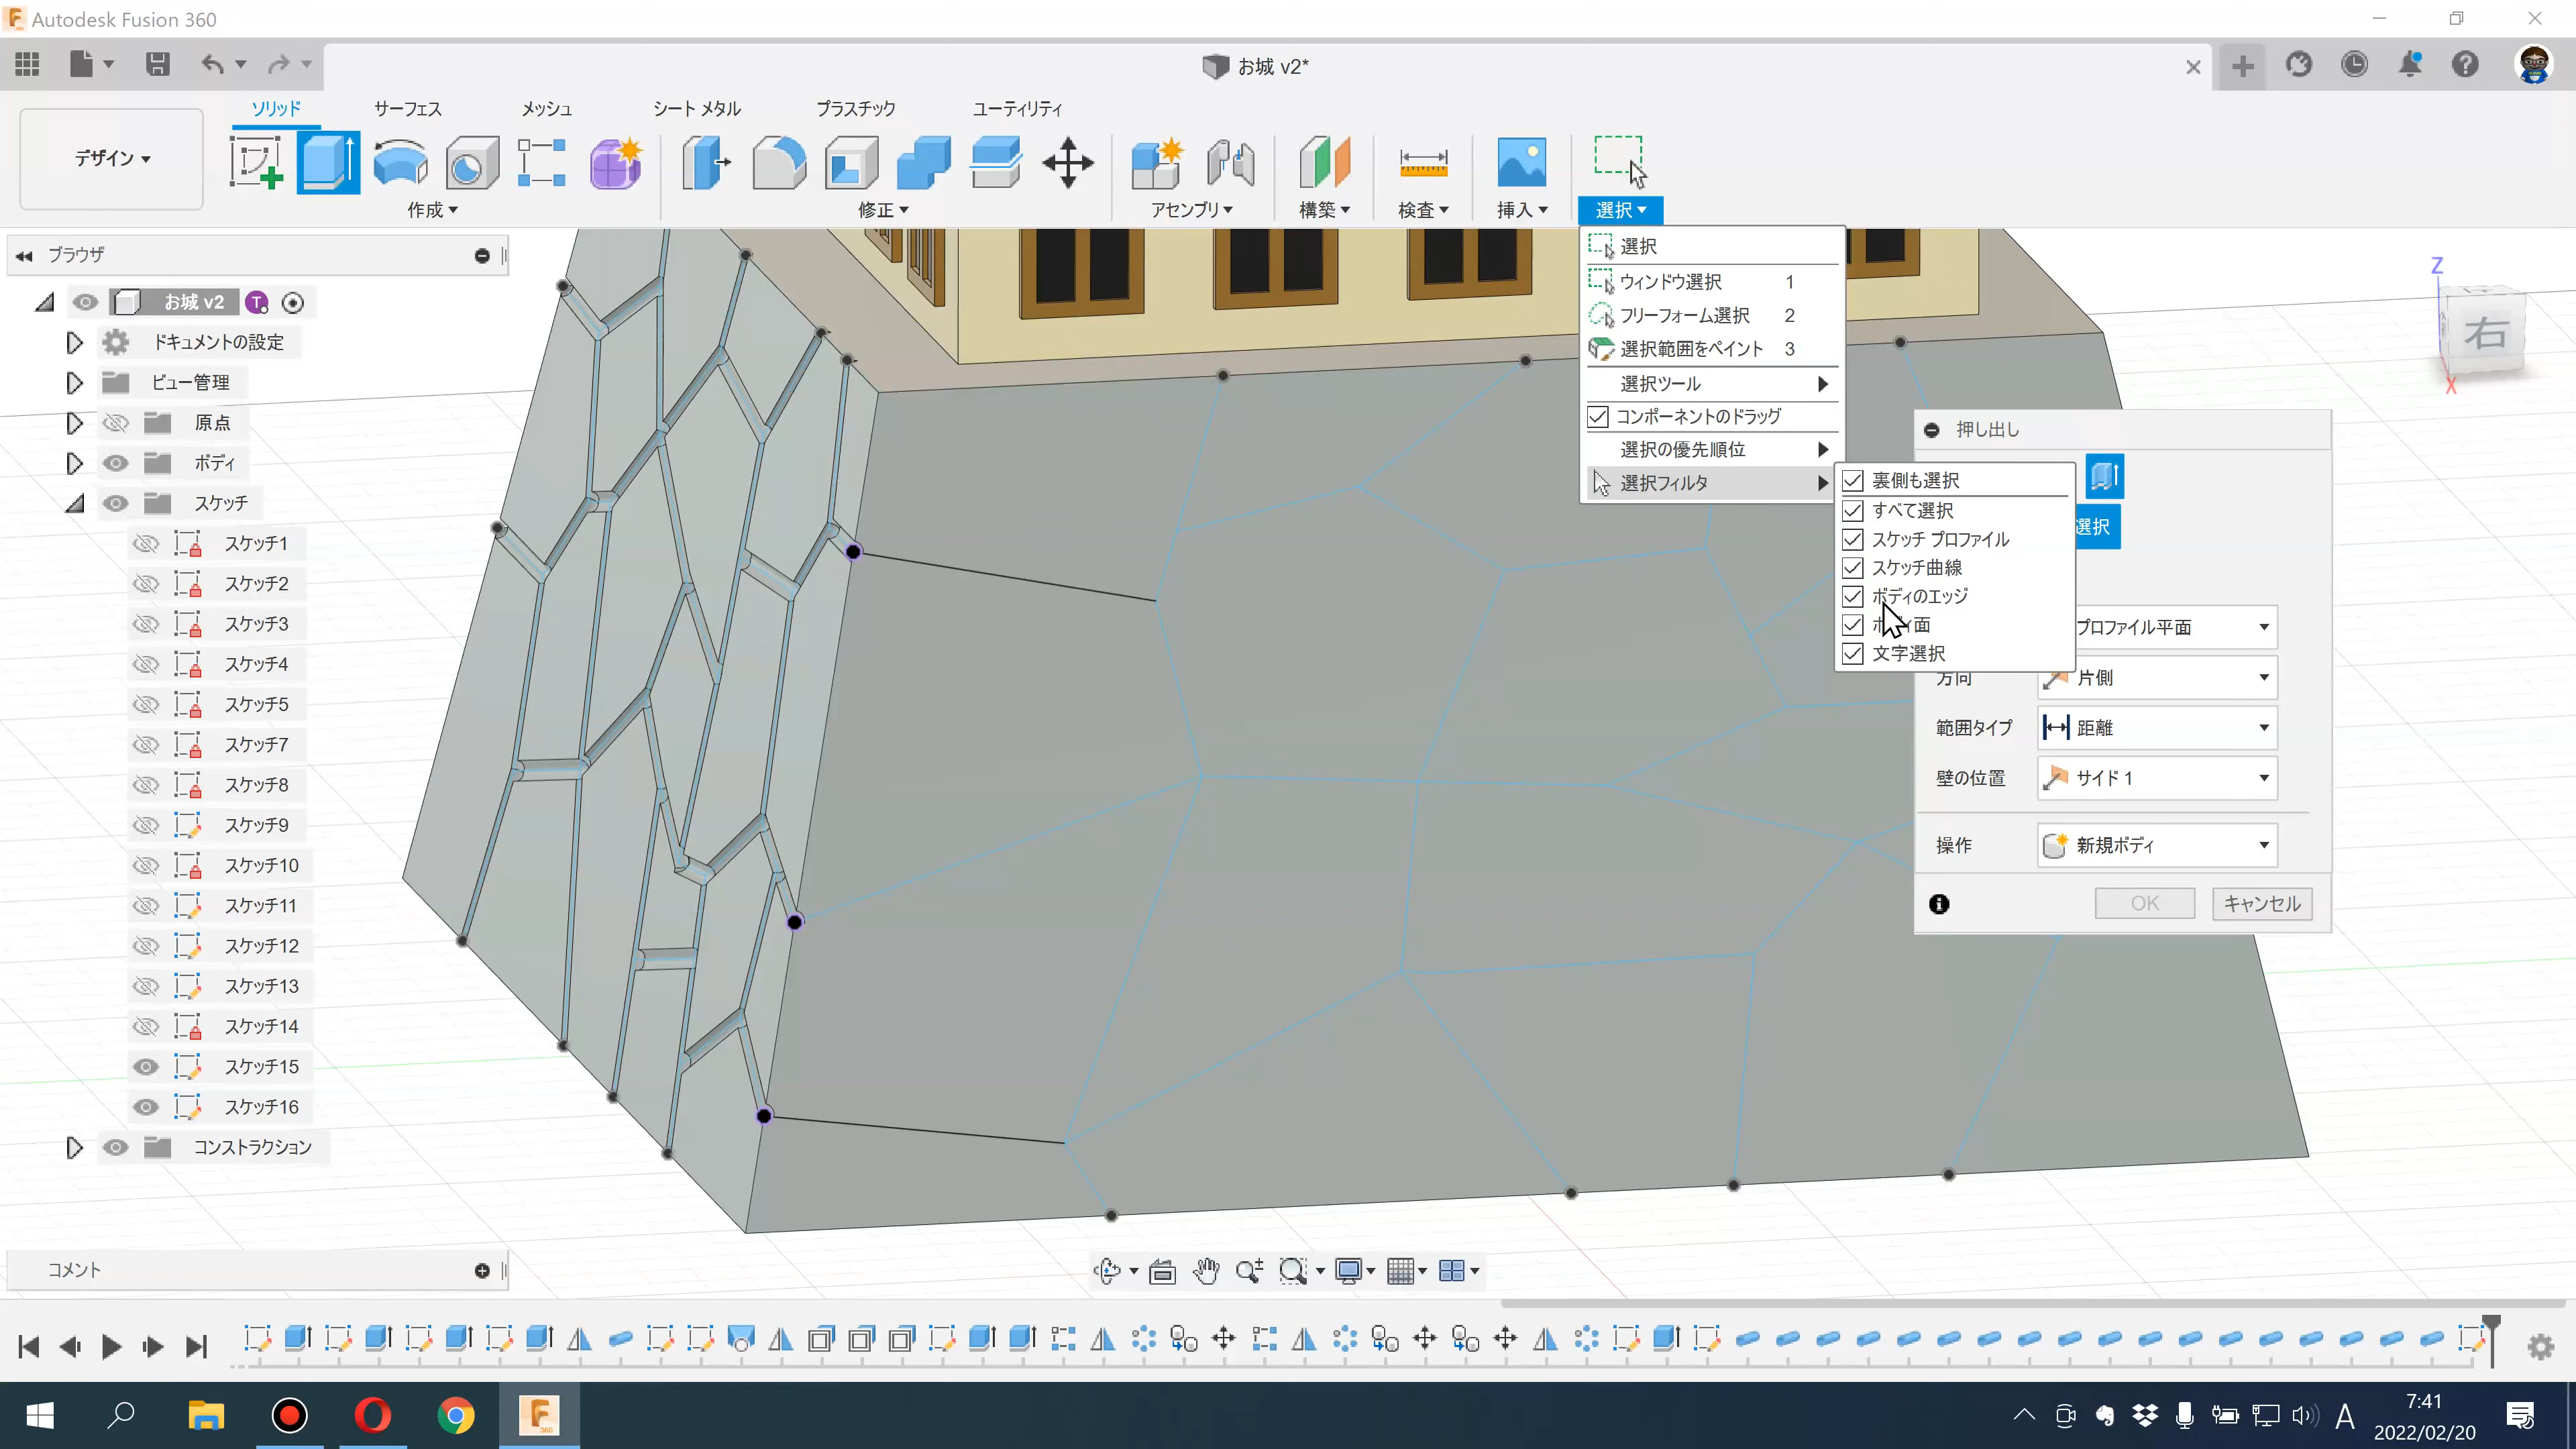 Autodesk Fusion 360
お城 v2*
ソリッド サーフェス メッシュ シート メタル プラスチック ユーティリティ
デザイン
作成 修正 アセンブリ 構築 検査 挿入 選択
ブラウザ
お城 v2
ドキュメントの設定
ビュー管理
原点
ボディ
スケッチ
スケッチ1
スケッチ2
スケッチ3
スケッチ4
スケッチ5
スケッチ7
スケッチ8
スケッチ9
スケッチ10
スケッチ11
スケッチ12
スケッチ13
スケッチ14
スケッチ15
スケッチ16
コンストラクション
コメント
選択
ウィンドウ選択 1
フリーフォーム選択 2
選択範囲をペイント 3
選択ツール
コンポーネントのドラッグ
選択の優先順位
選択フィルタ
裏側も選択
すべて選択
スケッチ プロファイル
スケッチ曲線
ボディのエッジ
面
文字選択
Z
右
X
押し出し
選択
プロファイル平面
方向 片側
範囲タイプ 距離
壁の位置 サイド 1
操作 新規ボディ
OK キャンセル
A
7:41
2022/02/20